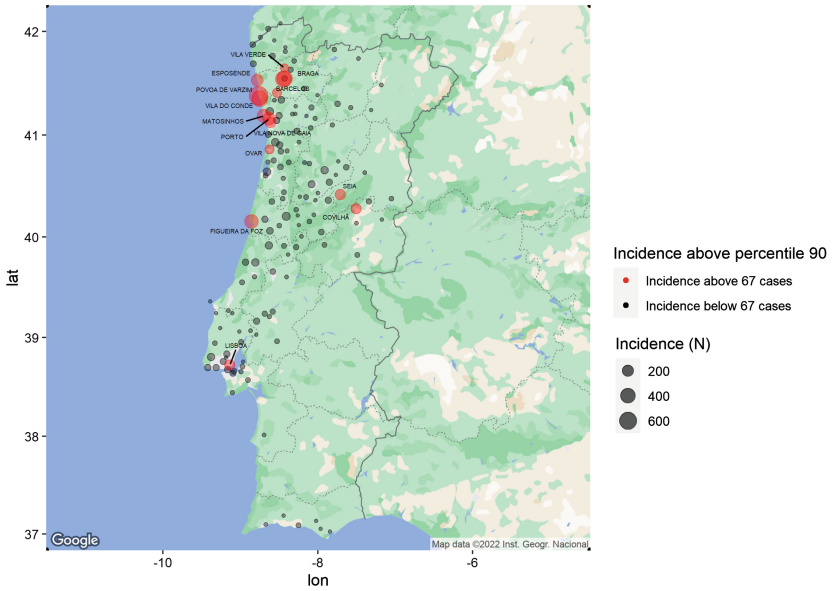 42
41
40
39
38
37
lat
VILA VERDE
ESPOSENDE
BRAGA
POVOA DE VARZIM
BARCELOS
VILA DO CONDE
MATOSINHOS
PORTO
VILA NOVA DE GAIA
OVAR
SEIA
COVILHÃ
FIGUEIRA DA FOZ
LISBOA
Google
Map data ©2022 Inst. Geogr. Nacional
-10
-8
-6
lon
Incidence above percentile 90
Incidence above 67 cases
Incidence below 67 cases
Incidence (N)
200
400
600